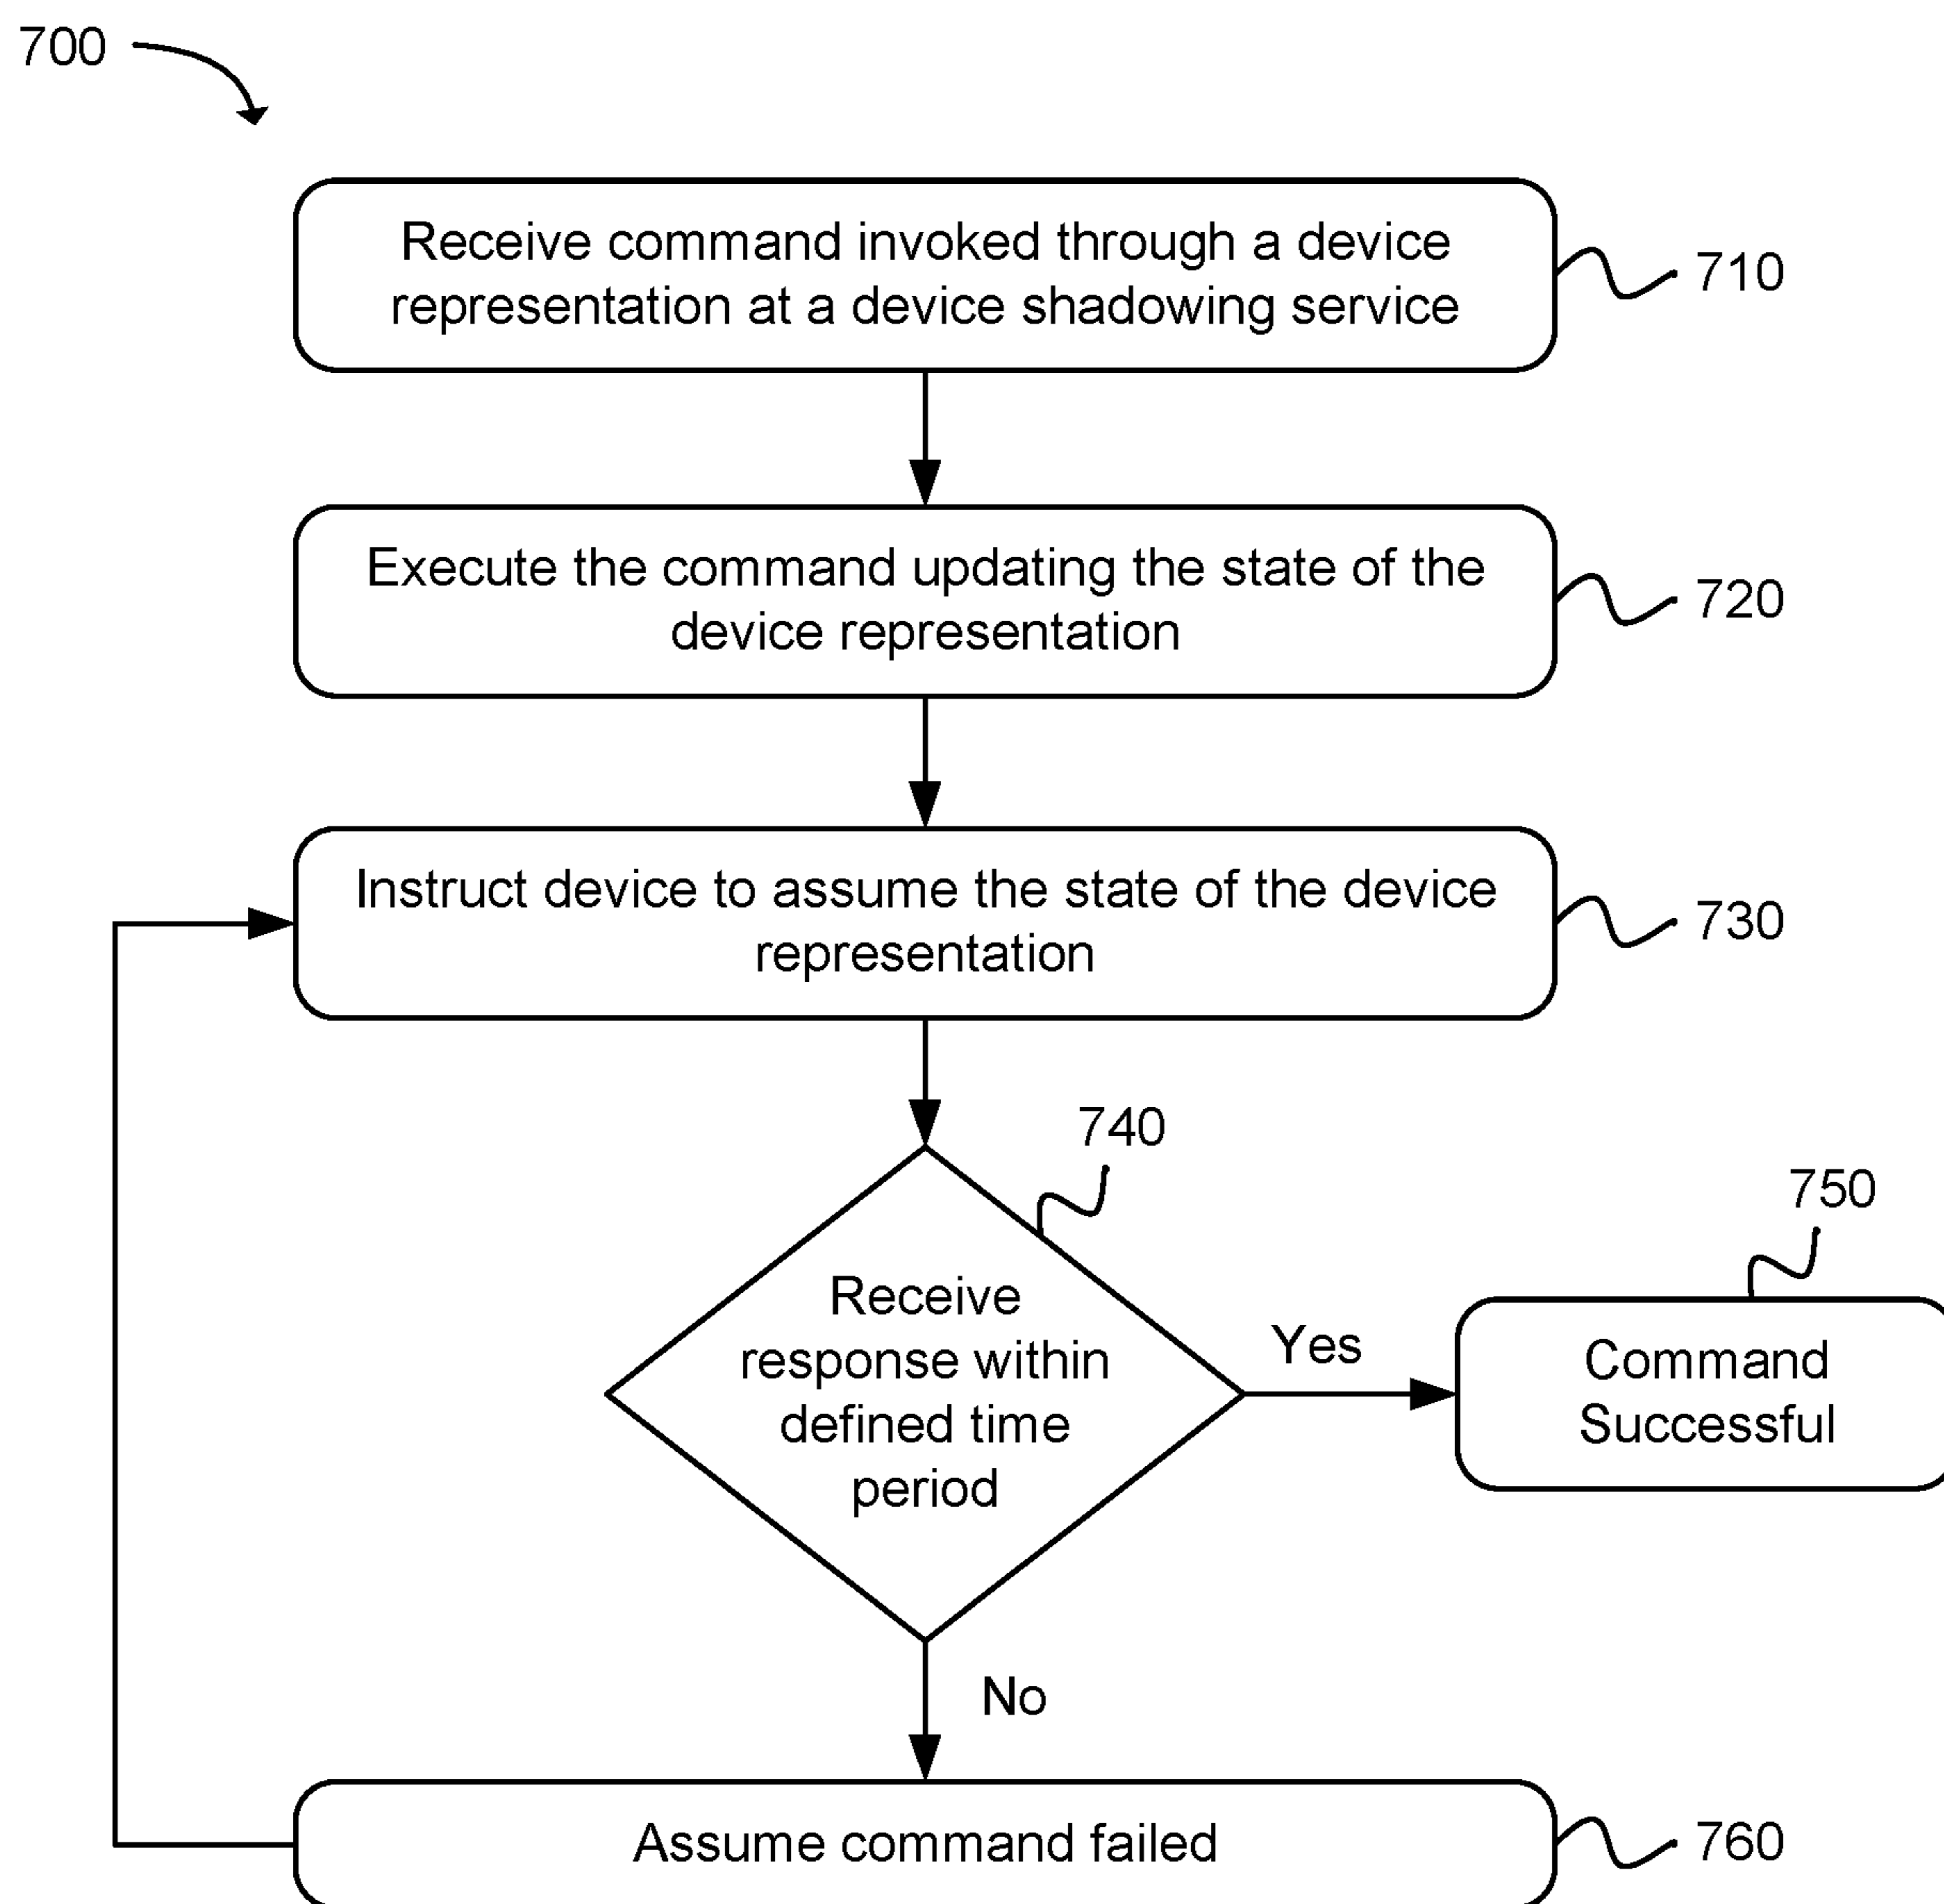 700
Receive command invoked through a device
representation at a device shadowing service
710
Execute the command updating the state of the
device representation
720
Instruct device to assume the state of the device
representation
730
740
Receive
response within
defined time
period
Yes
750
Command
Successful
No
Assume command failed
760